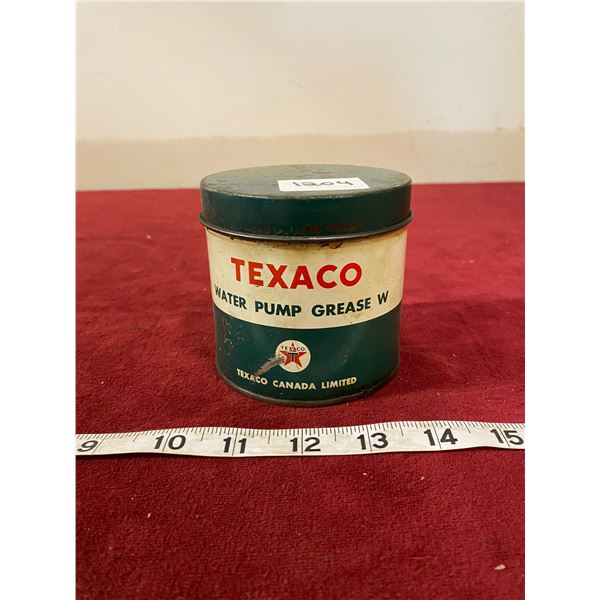 1804
TEXACO
WATER PUMP GREASE W
TEXACO
T
TEXACO CANADA LIMITED
9 10 11 12 13 14 15